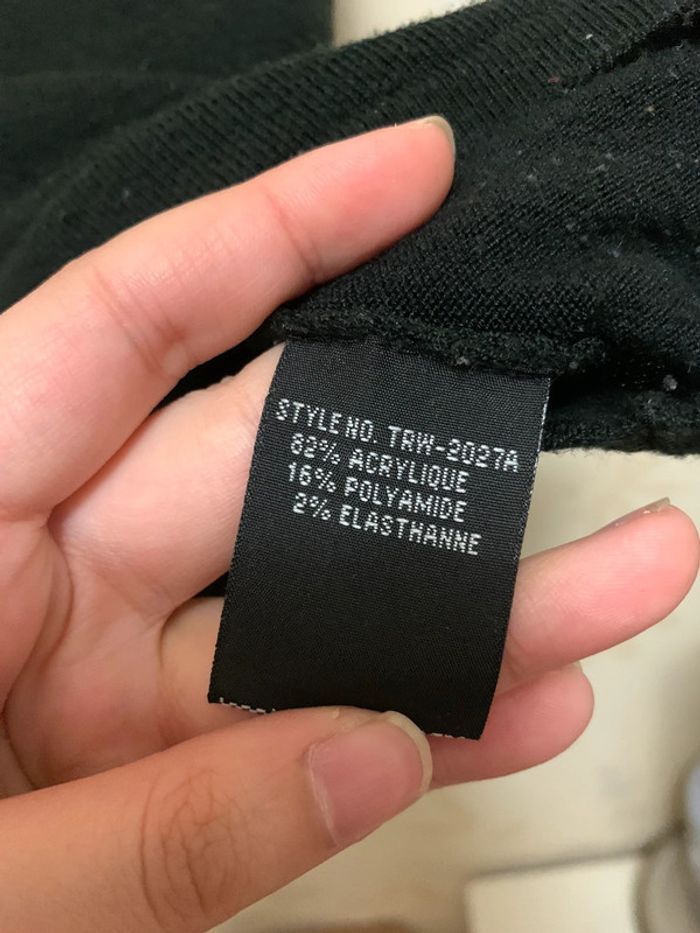 STYLE NO. TRW-2027A
82% ACRYLIQUE
16% POLYAMIDE
2% ELASTHANNE